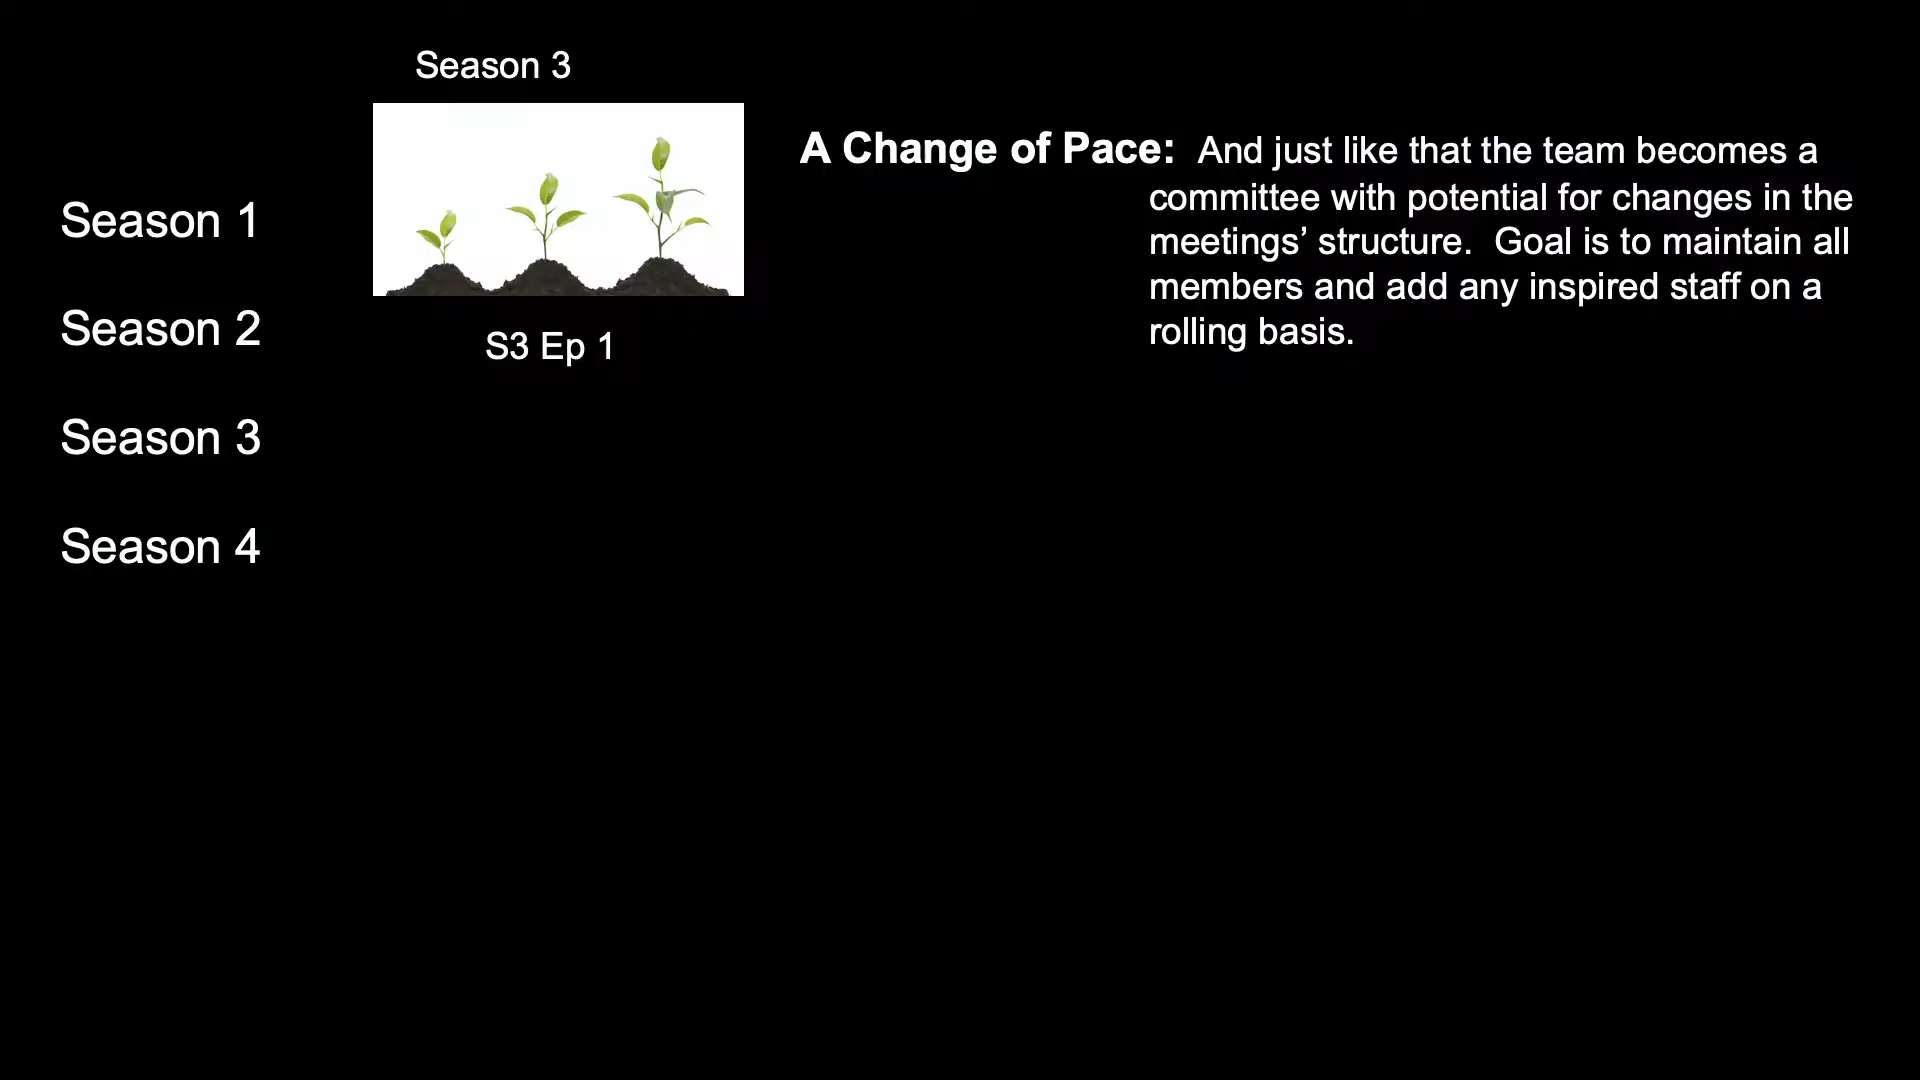 Season 3
Season 1
Season 2
Season 3
Season 4
S3 Ep 1
A Change of Pace:  And just like that the team becomes a
committee with potential for changes in the
meetings’ structure.  Goal is to maintain all
members and add any inspired staff on a
rolling basis.